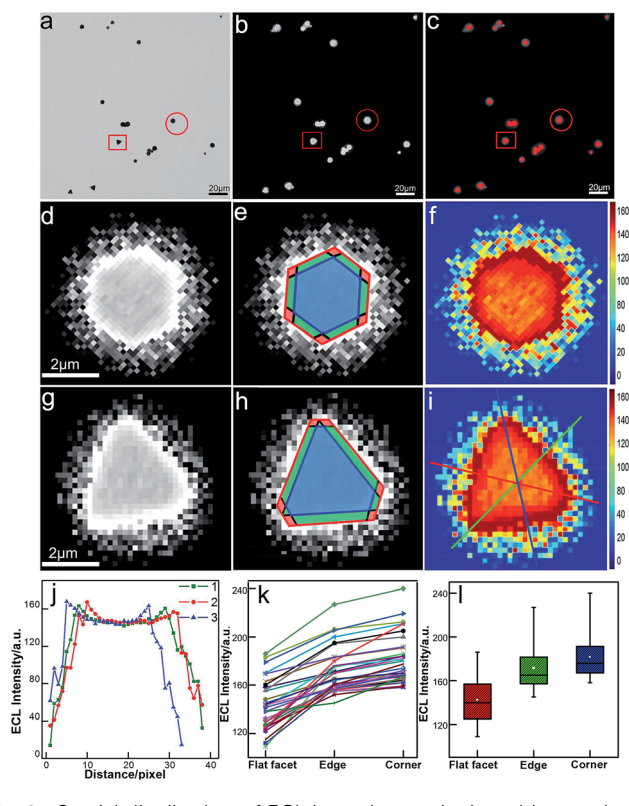 a
b
c
20μm
20μm
20μm
d
e
f
160
140
120
100
80
60
40
20
0
2μm
g
h
i
160
140
120
100
80
60
40
20
0
2μm
j
1
2
3
160
120
80
40
0
0 10 20 30 40
ECL Intensity/a.u.
Distance/pixel
k
240
200
160
120
ECL Intensity/a.u.
Flat facet Edge Corner
l
240
200
160
120
ECL Intensity/a.u.
Flat facet Edge Corner